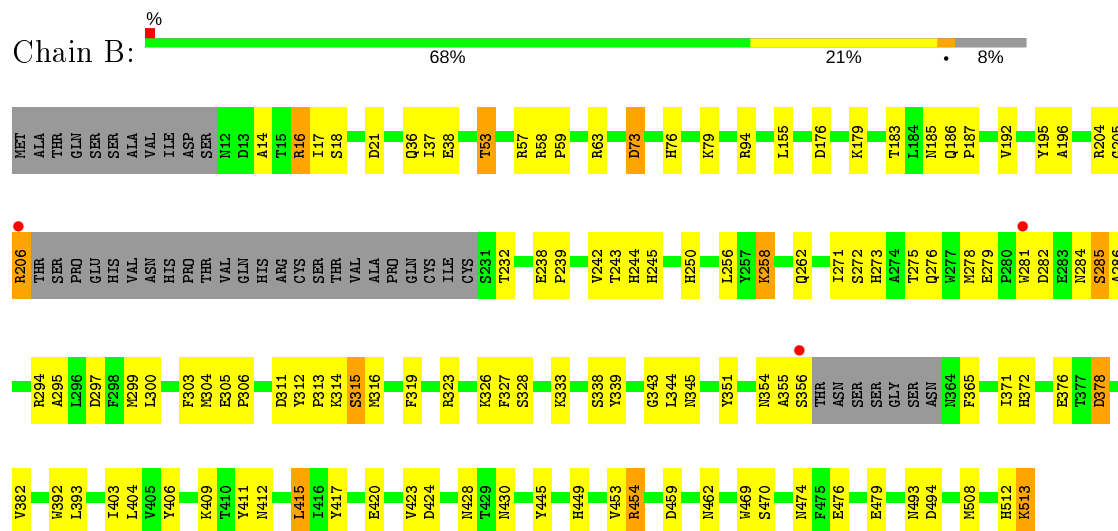 %
Chain B:
68% 21% • 8%
MET ALA THR GLN SER SER ALA VAL ILE ASP SER N12 D13 A14 T15 R16 I17 S18 D21 Q36 I37 E38 T53 R57 R58 P59 R63 D73 H76 K79 R94 L155 D176 K179 T183 L184 N185 Q186 P187 V192 Y195 A196 R204
R206 THR SER PRO GLU HIS VAL ASN HIS PRO THR VAL GLN HIS ARG CYS SER THR VAL ALA PRO GLN CYS ILE CYS S231 T232 E238 P239 V242 T243 H244 H245 H250 L256 Y257 K258 Q262 I271 S272 H273 A274 T275 Q276 W277 M278 E279 P280 W281 D282 E283 N284 S285 A286
R294 A295 L296 D297 F298 M299 L300 F303 M304 E305 P306 D311 Y312 P313 K314 S315 M316 F319 R323 K326 F327 S328 K333 S338 Y339 G343 L344 N345 Y351 N354 A355 S356 THR ASN SER SER GLY SER ASN N364 F365 I371 H372 E376 T377 D378
V382 W392 L393 I403 L404 V405 Y406 K409 T410 Y411 N412 L415 I416 Y417 E420 V423 D424 N428 T429 N430 Y445 H449 V453 R454 D459 N462 W469 S470 N474 F475 E476 E479 N493 D494 M508 H512 K513